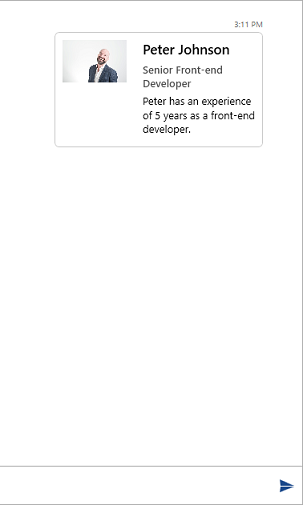 3:11 PM
Peter Johnson
Senior Front-end
Developer
Peter has an experience
of 5 years as a front-end
developer.